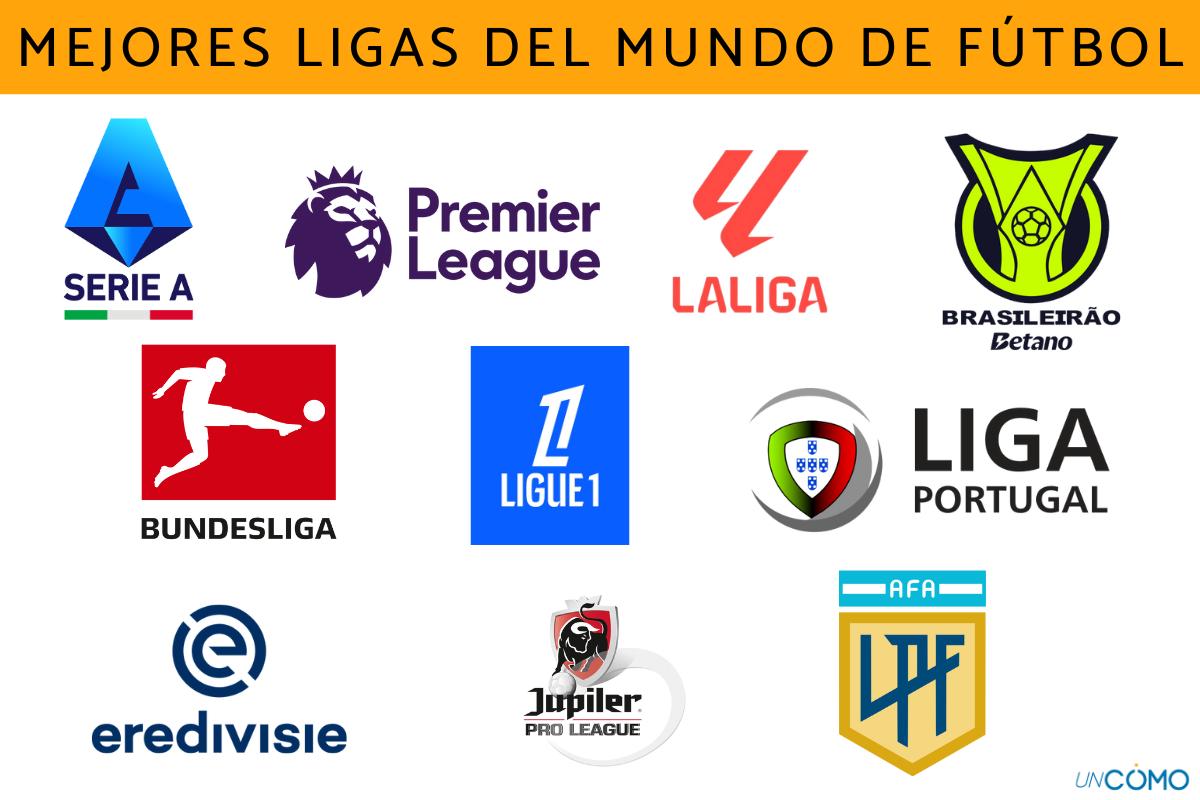 MEJORES LIGAS DEL MUNDO DE FÚTBOL
SERIE A
Premier
League
LALIGA
BRASILEIRÃO
Betano
BUNDESLIGA
LIGUE 1
LIGA
PORTUGAL
eredivisie
Jupiler
PRO LEAGUE
AFA
LPF
UNCOMO